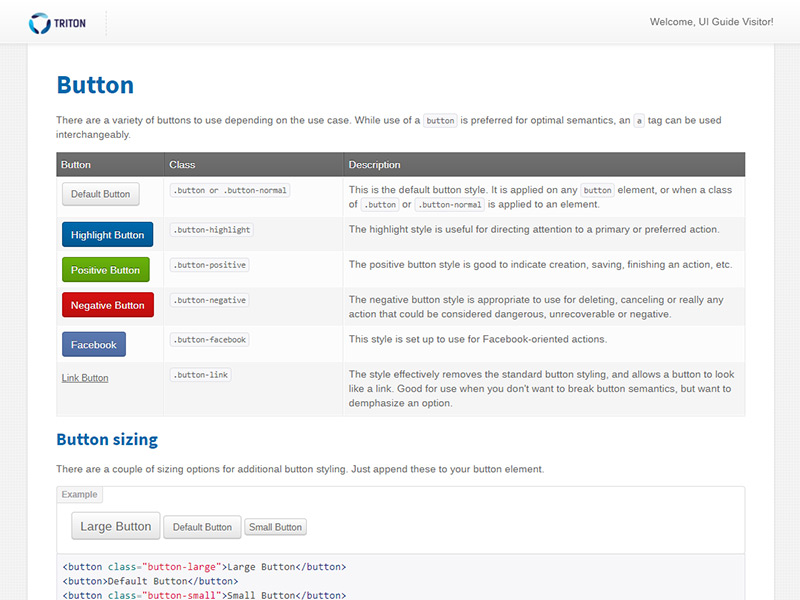 TRITON
Welcome, UI Guide Visitor!
Button
There are a variety of buttons to use depending on the use case. While use of a button is preferred for optimal semantics, an a tag can be used
interchangeably.
Button Class Description
Default Button .button or .button-normal This is the default button style. It is applied on any button element, or when a class
of .button or .button-normal is applied to an element.
Highlight Button .button-highlight The highlight style is useful for directing attention to a primary or preferred action.
Positive Button .button-positive The positive button style is good to indicate creation, saving, finishing an action, etc.
Negative Button .button-negative The negative button style is appropriate to use for deleting, canceling or really any
action that could be considered dangerous, unrecoverable or negative.
Facebook .button-facebook This style is set up to use for Facebook-oriented actions.
Link Button .button-link The style effectively removes the standard button styling, and allows a button to look
like a link. Good for use when you don't want to break button semantics, but want to
demphasize an option.
Button sizing
There are a couple of sizing options for additional button styling. Just append these to your button element.
Example
Large Button Default Button Small Button
<button class="button-large">Large Button</button>
<button>Default Button</button>
<button class="button-small">Small Button</button>